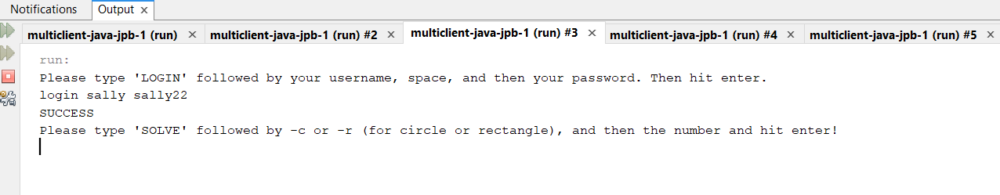 Notifications Output ×
multiclient-java-jpb-1 (run) × multiclient-java-jpb-1 (run) #2 × multiclient-java-jpb-1 (run) #3 × multiclient-java-jpb-1 (run) #4 × multiclient-java-jpb-1 (run) #5 ×
run:
Please type 'LOGIN' followed by your username, space, and then your password. Then hit enter.
login sally sally22
SUCCESS
Please type 'SOLVE' followed by -c or -r (for circle or rectangle), and then the number and hit enter!